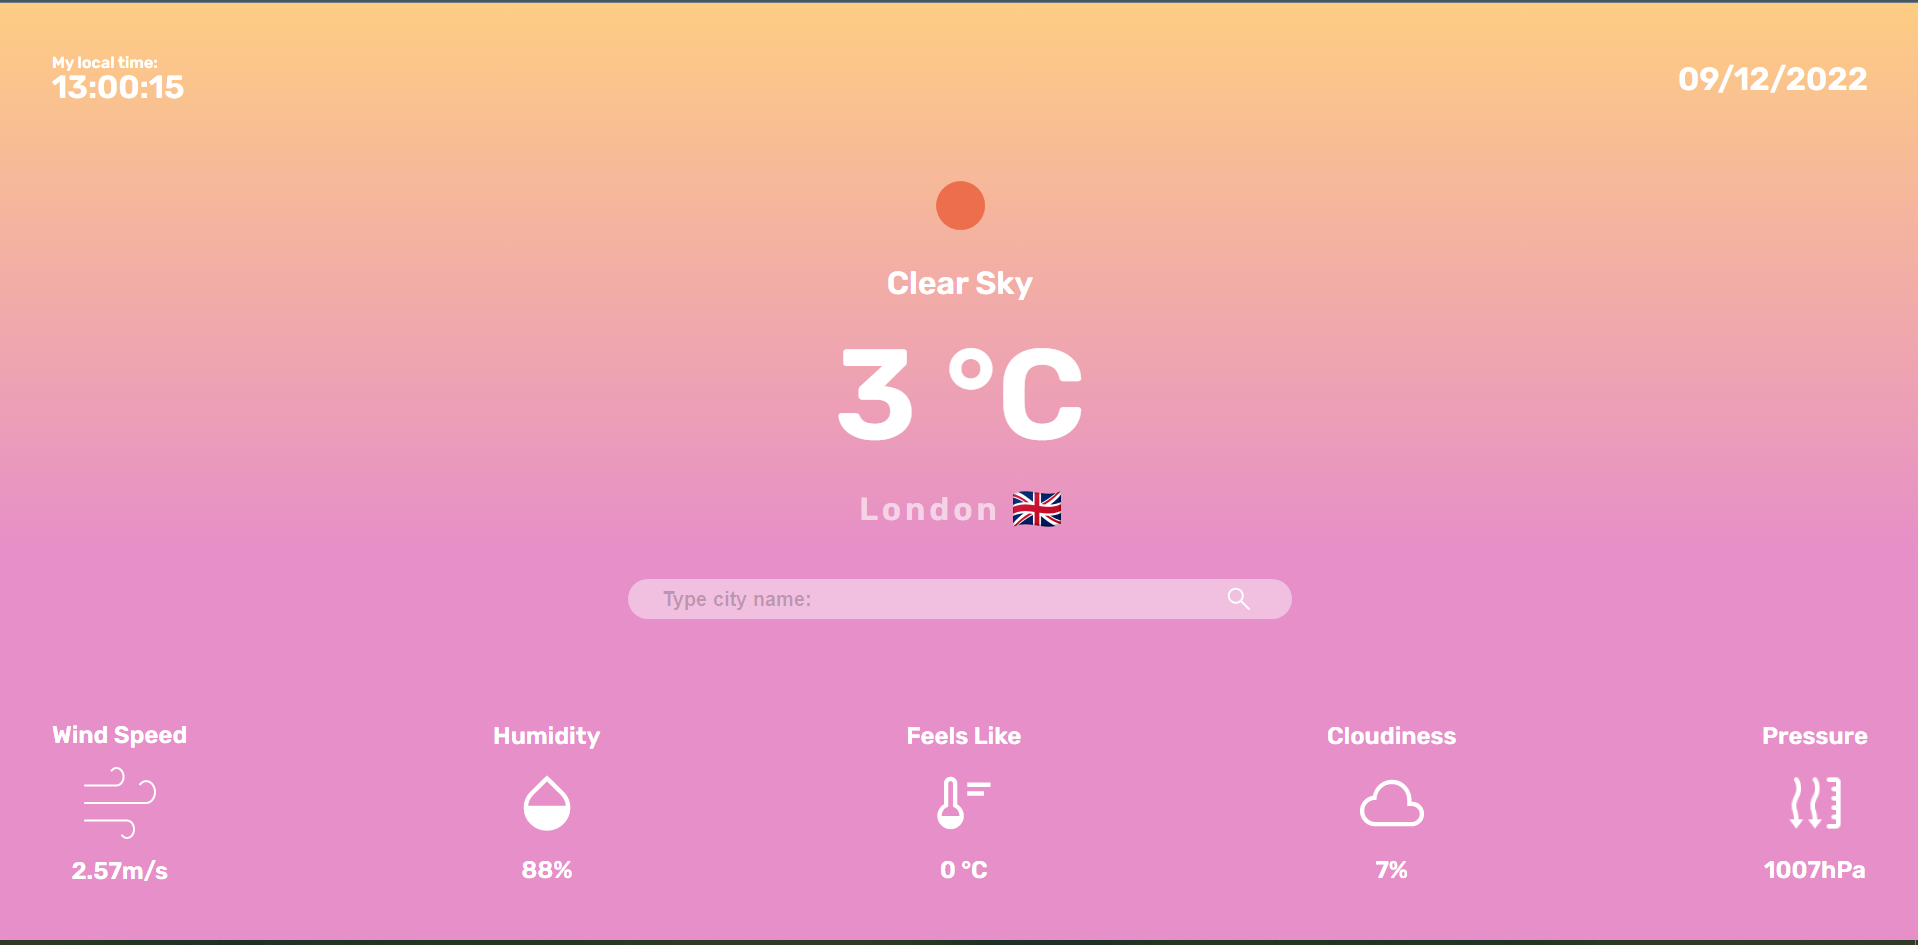 My local time:
13:00:15
09/12/2022
Clear Sky
3 °C
London
Type city name:
Wind Speed
Humidity
Feels Like
Cloudiness
Pressure
2.57m/s
88%
0 °C
7%
1007hPa